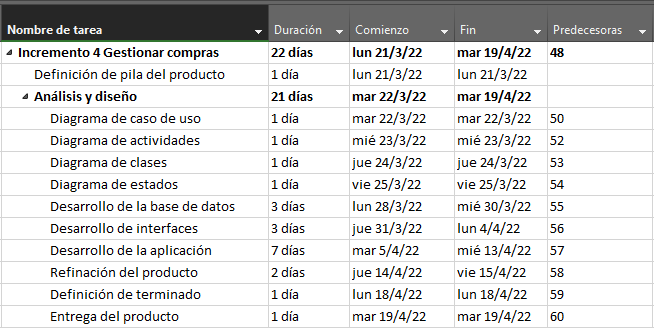 Nombre de tarea Duración Comienzo Fin Predecesoras
Incremento 4 Gestionar compras 22 días lun 21/3/22 mar 19/4/22 48
Definición de pila del producto 1 día lun 21/3/22 lun 21/3/22
Análisis y diseño 21 días mar 22/3/22 mar 19/4/22
Diagrama de caso de uso 1 día mar 22/3/22 mar 22/3/22 50
Diagrama de actividades 1 día mié 23/3/22 mié 23/3/22 52
Diagrama de clases 1 día jue 24/3/22 jue 24/3/22 53
Diagrama de estados 1 día vie 25/3/22 vie 25/3/22 54
Desarrollo de la base de datos 3 días lun 28/3/22 mié 30/3/22 55
Desarrollo de interfaces 3 días jue 31/3/22 lun 4/4/22 56
Desarrollo de la aplicación 7 días mar 5/4/22 mié 13/4/22 57
Refinación del producto 2 días jue 14/4/22 vie 15/4/22 58
Definición de terminado 1 día lun 18/4/22 lun 18/4/22 59
Entrega del producto 1 día mar 19/4/22 mar 19/4/22 60